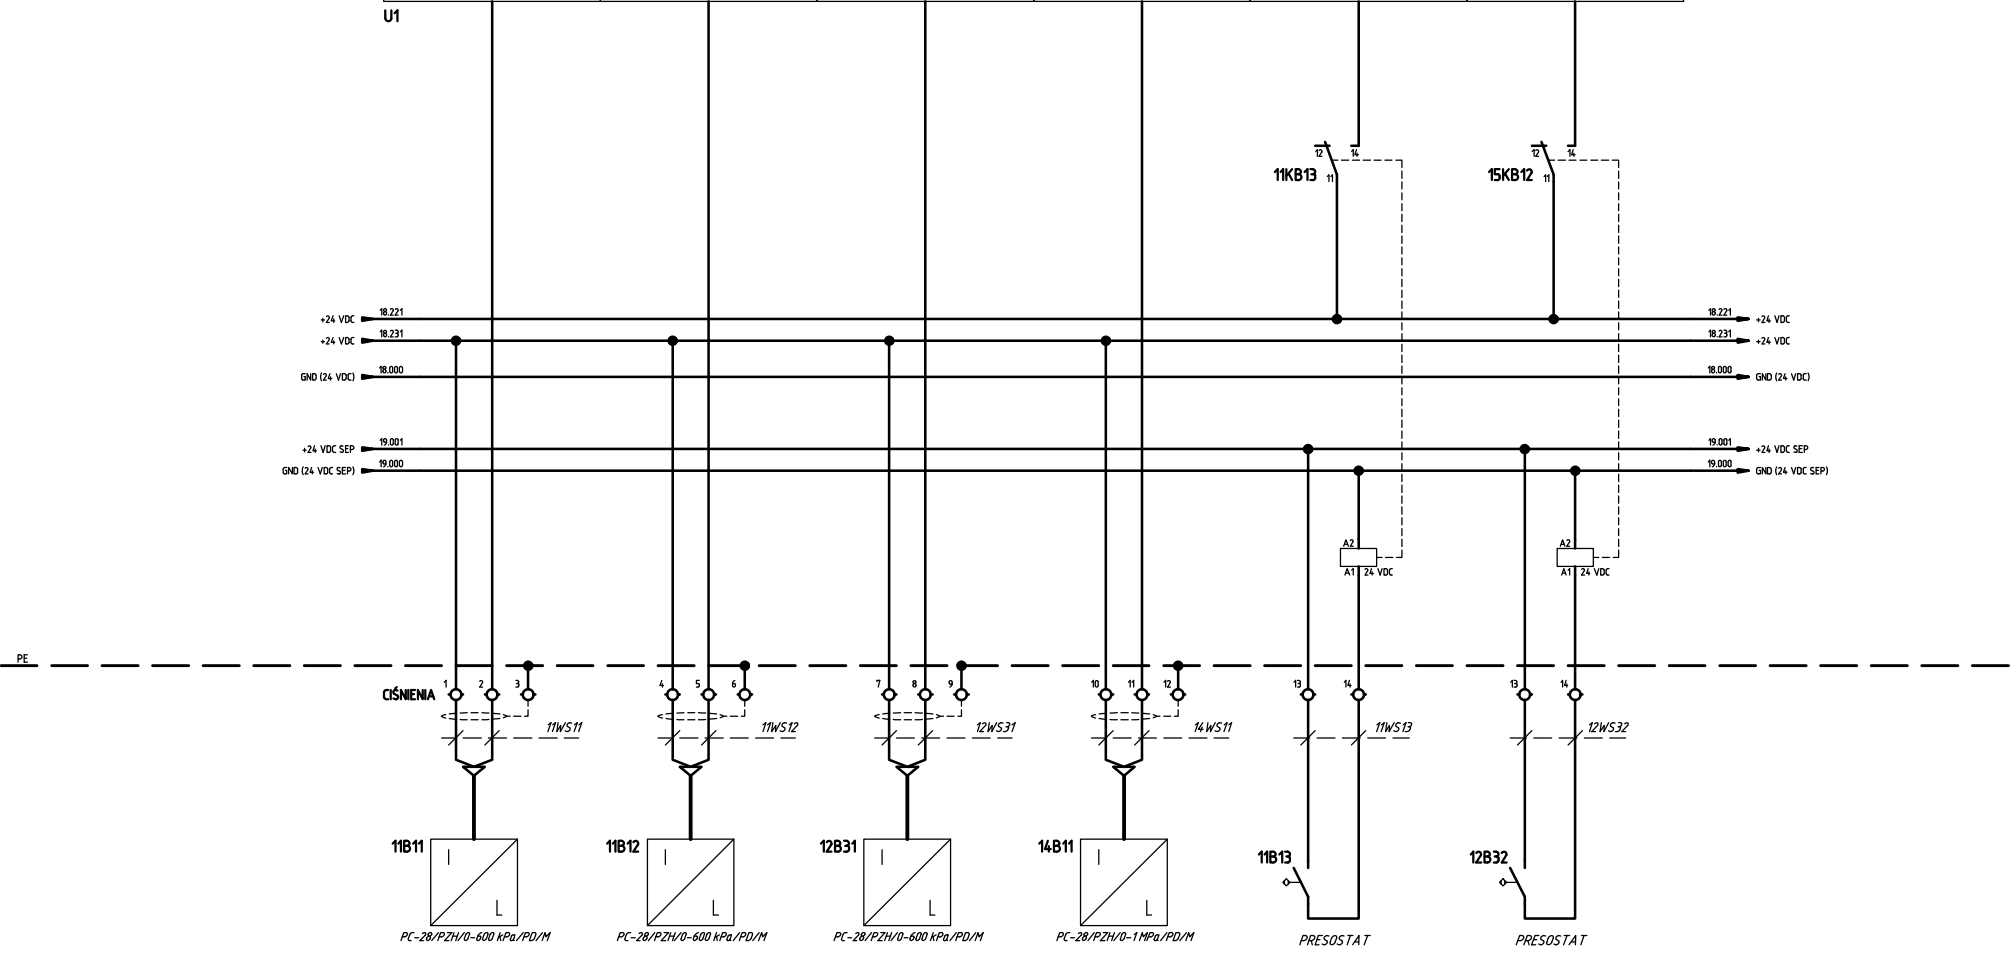 U1
12 14 12 14
11KB13 11 15KB12 11
18.221 18.221
+24 VDC +24 VDC
18.231 18.231
+24 VDC +24 VDC
18.000 18.000
GND (24 VDC) GND (24 VDC)
19.001 19.001
+24 VDC SEP +24 VDC SEP
19.000 19.000
GND (24 VDC SEP) GND (24 VDC SEP)
A2 A2
A1 24 VDC A1 24 VDC
PE
1 2 3 4 5 6 7 8 9 10 11 12 13 14 13 14
CIŚNIENIA
11WS11 11WS12 12WS31 14WS11 11WS13 12WS32
11B11 11B12 12B31 14B11 11B13 12B32
I I I I
L L L L
PC-28/PZH/0-600 kPa/PD/M PC-28/PZH/0-600 kPa/PD/M PC-28/PZH/0-600 kPa/PD/M PC-28/PZH/0-1 MPa/PD/M PRESOSTAT PRESOSTAT